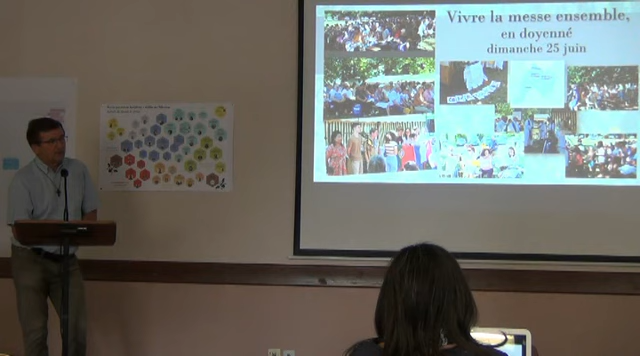 Vivre la messe ensemble,
en doyenné
dimanche 25 juin